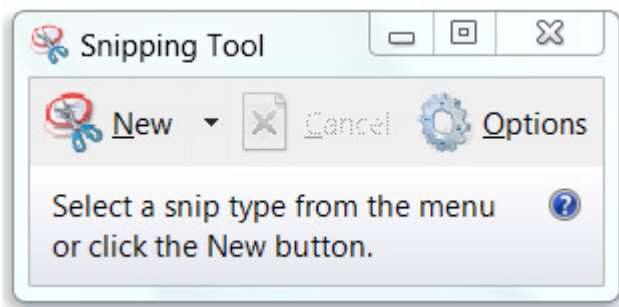 Snipping Tool
New Cancel Options
Select a snip type from the menu
or click the New button.